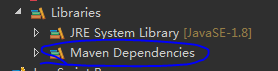 Libraries
JRE System Library [JavaSE-1.8]
Maven Dependencies